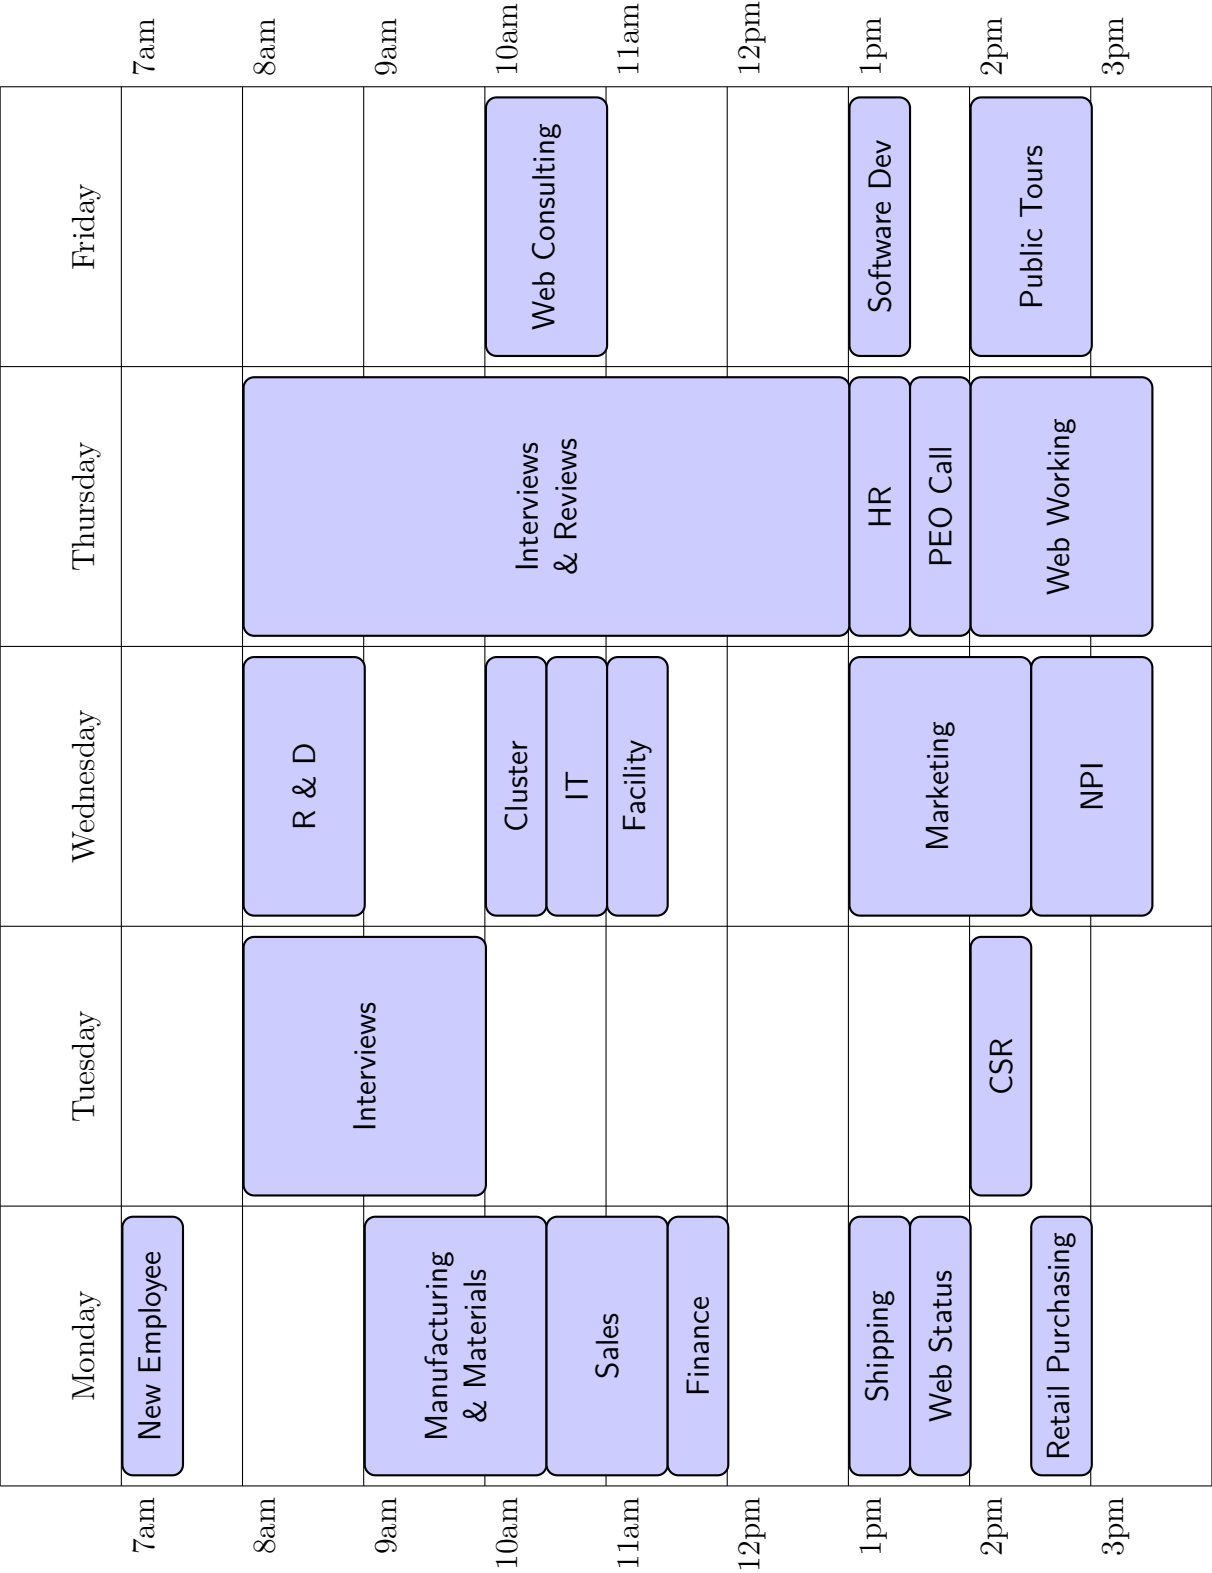 Monday
Tuesday
Wednesday
Thursday
Friday
7am
7am
8am
8am
9am
9am
10am
10am
11am
11am
12pm
12pm
1pm
1pm
2pm
2pm
3pm
3pm
New Employee
Manufacturing
& Materials
Sales
Finance
Shipping
Web Status
Retail Purchasing
Interviews
CSR
R & D
Cluster
IT
Facility
Marketing
NPI
Interviews
& Reviews
HR
PEO Call
Web Working
Web Consulting
Software Dev
Public Tours